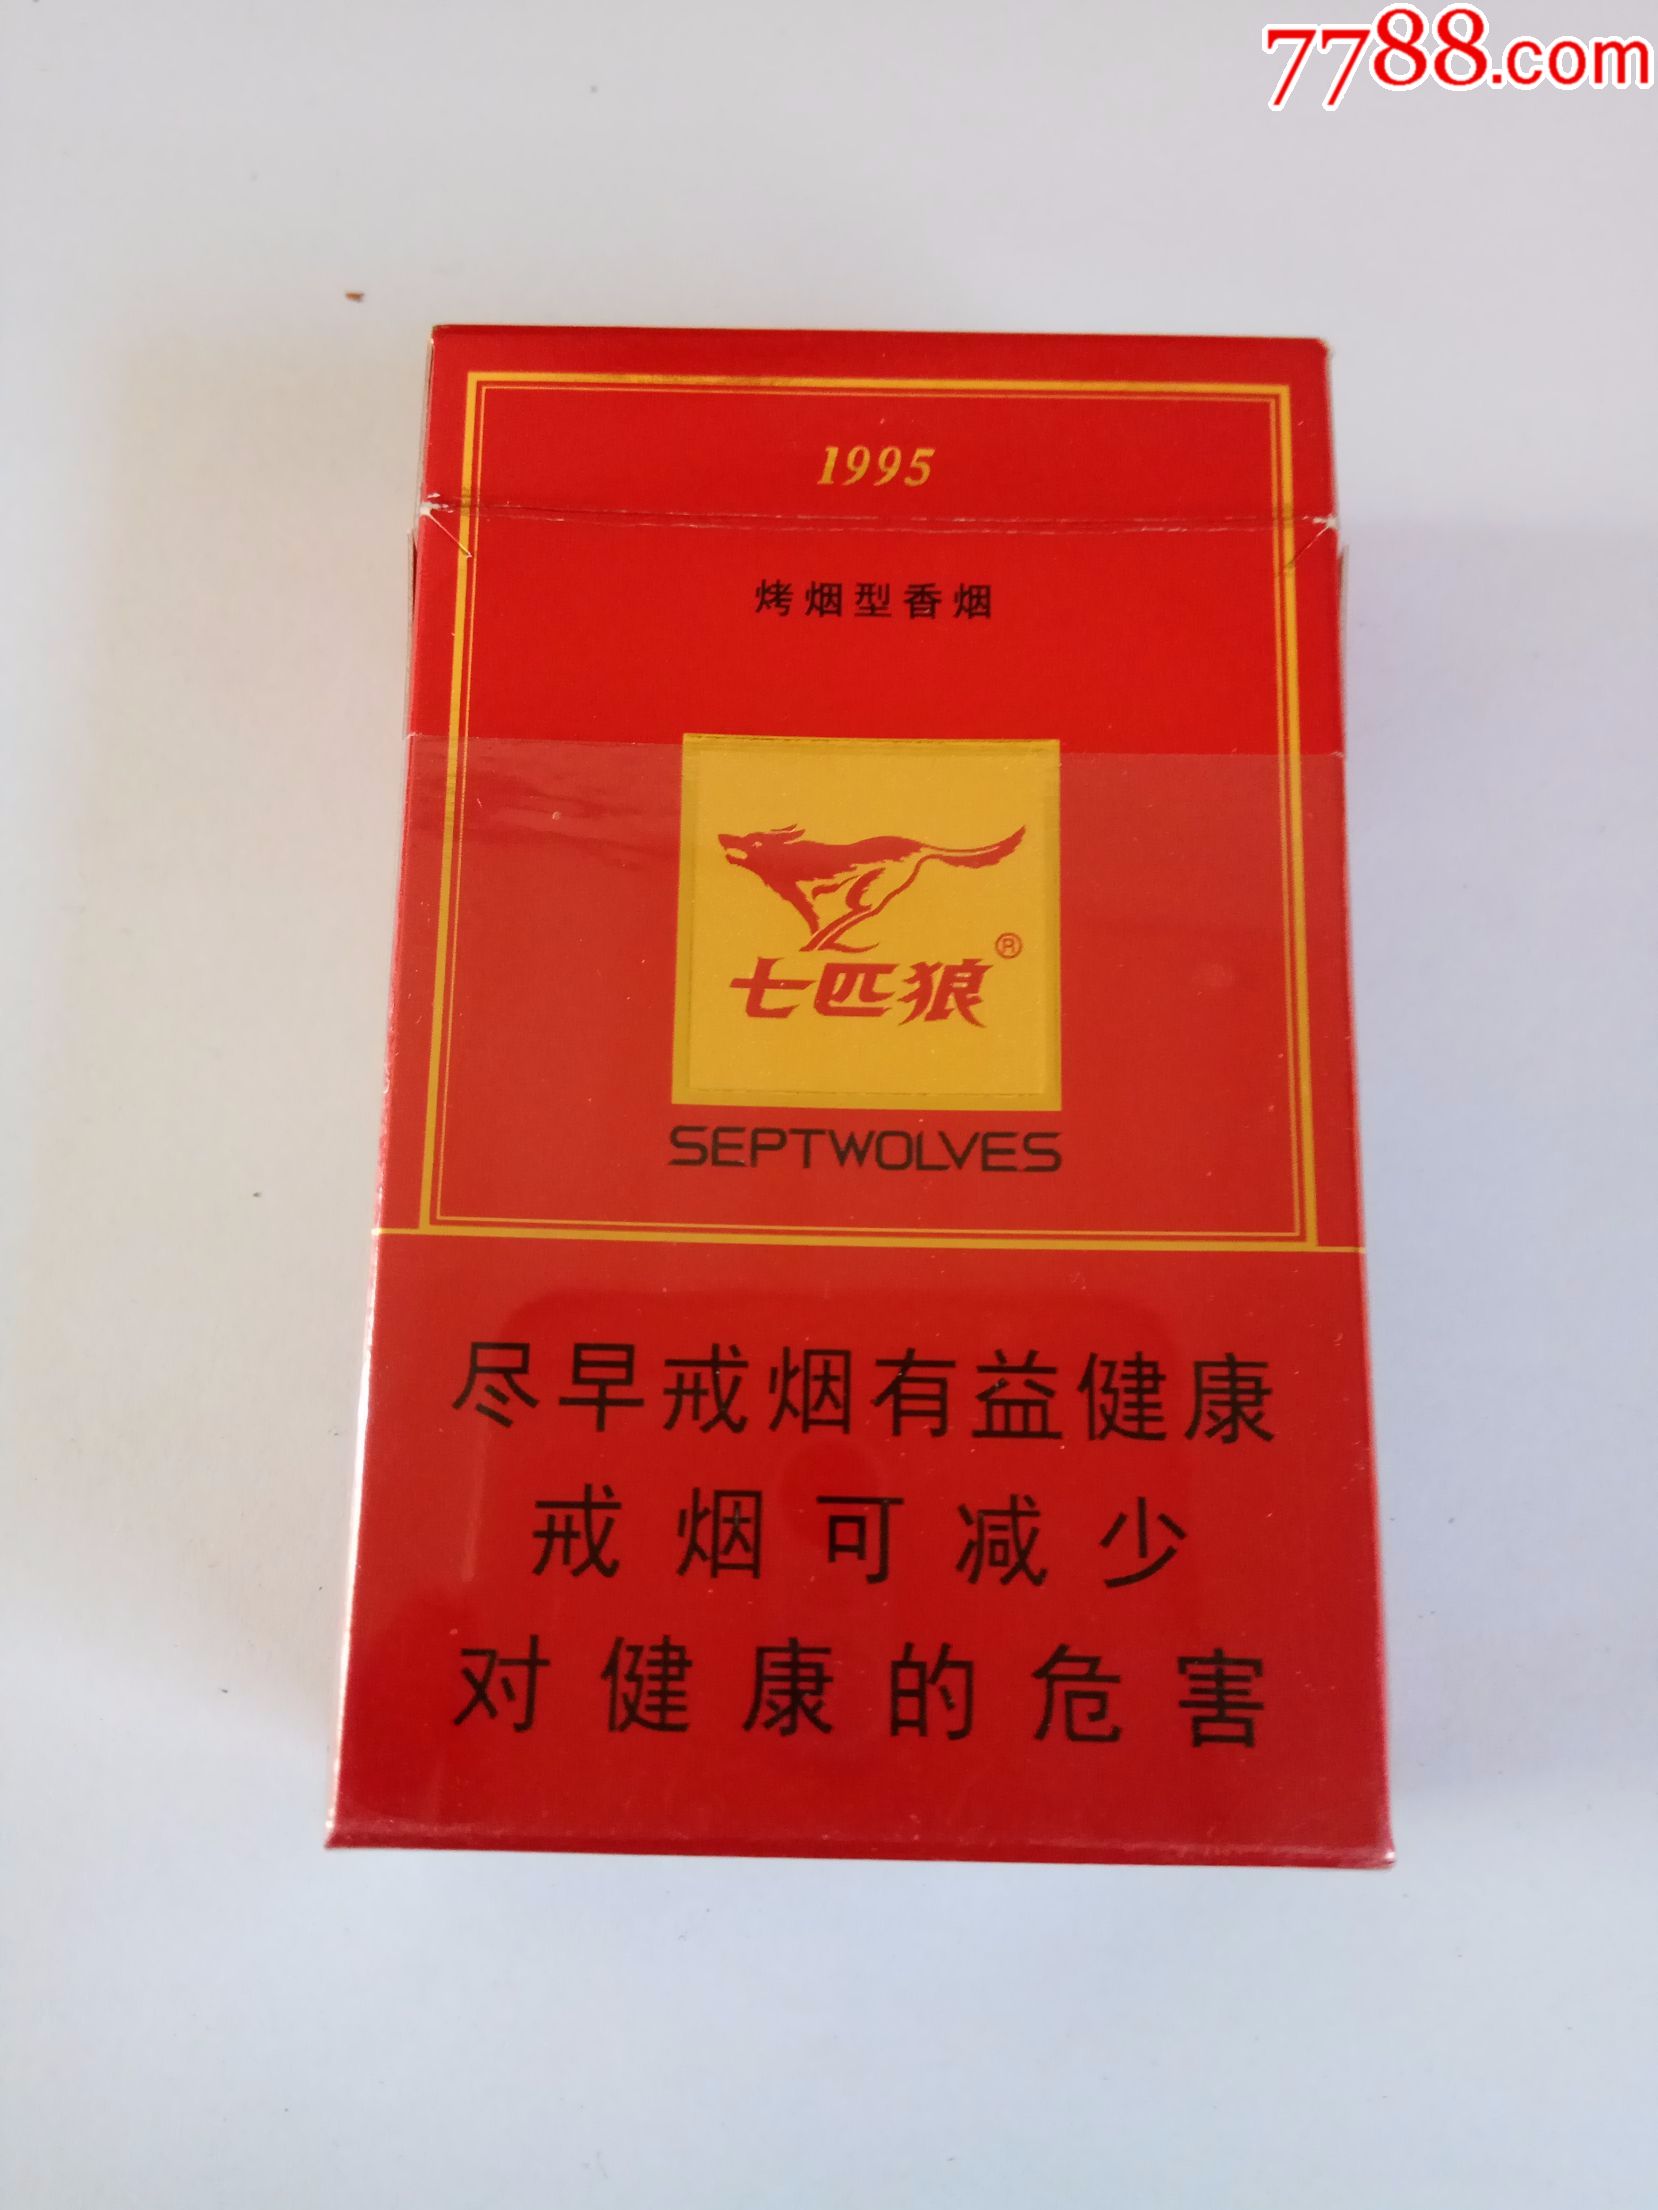 7788.com
1995
烤烟型香烟
七匹狼®
SEPTWOLVES
尽早戒烟有益健康
戒烟可减少
对健康的危害